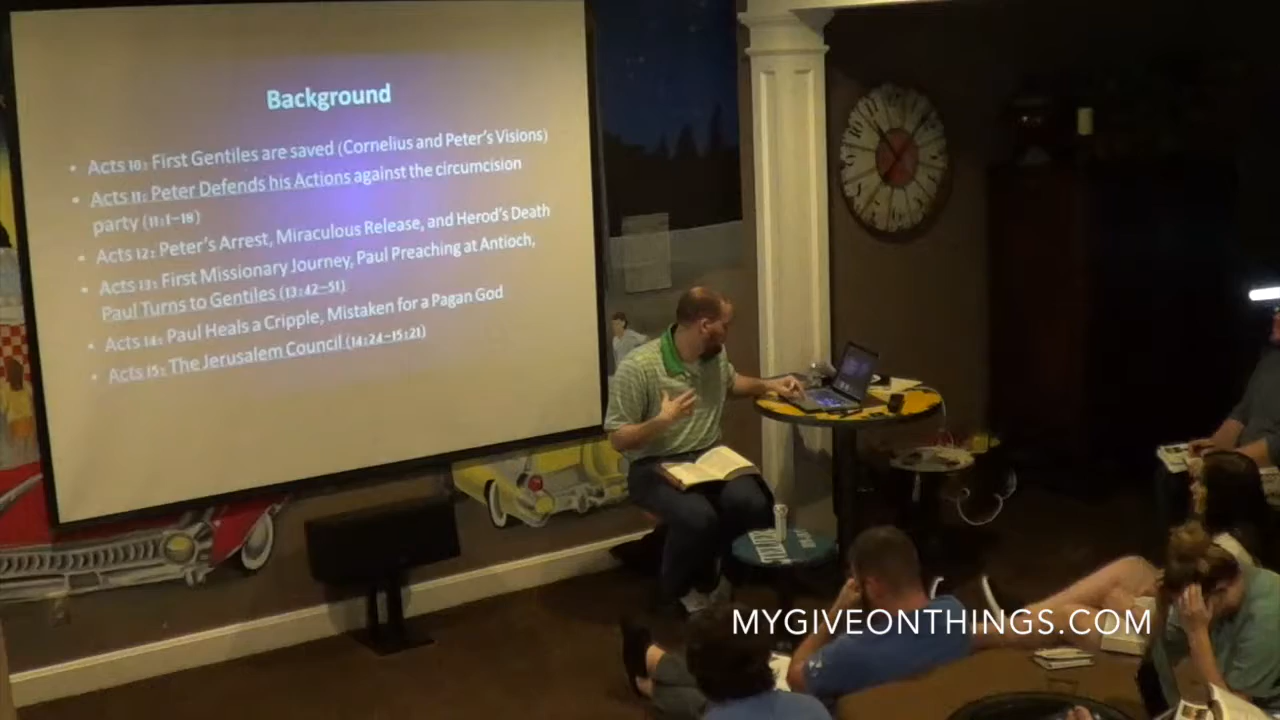 Background
• Acts 10: First Gentiles are saved (Cornelius and Peter's Visions)
• Acts 11: Peter Defends his Actions against the circumcision
party (11:1–18)
• Acts 12: Peter's Arrest, Miraculous Release, and Herod's Death
• Acts 13: First Missionary Journey, Paul Preaching at Antioch,
Paul Turns to Gentiles (13:42–51)
• Acts 14: Paul Heals a Cripple, Mistaken for a Pagan God
• Acts 15: The Jerusalem Council (14:24–15:21)
MYGIVEONTHINGS.COM